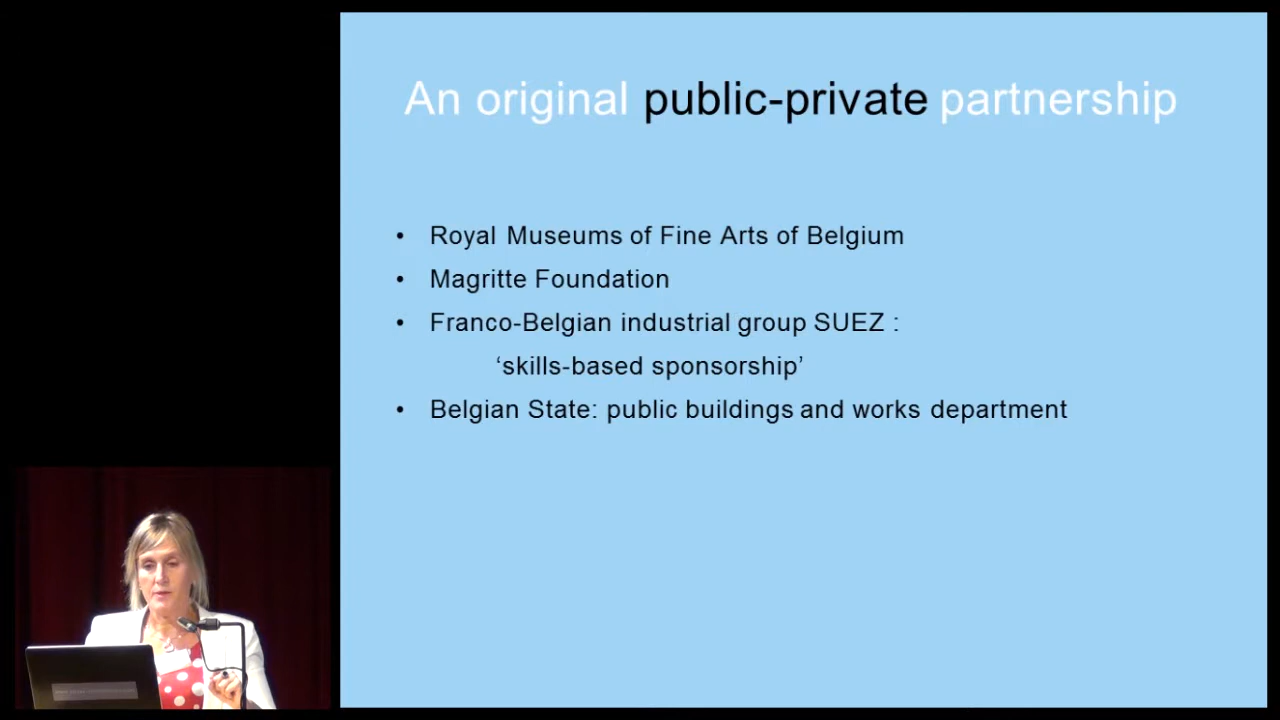 An original public-private partnership
• Royal Museums of Fine Arts of Belgium
• Magritte Foundation
• Franco-Belgian industrial group SUEZ :
‘skills-based sponsorship’
• Belgian State: public buildings and works department